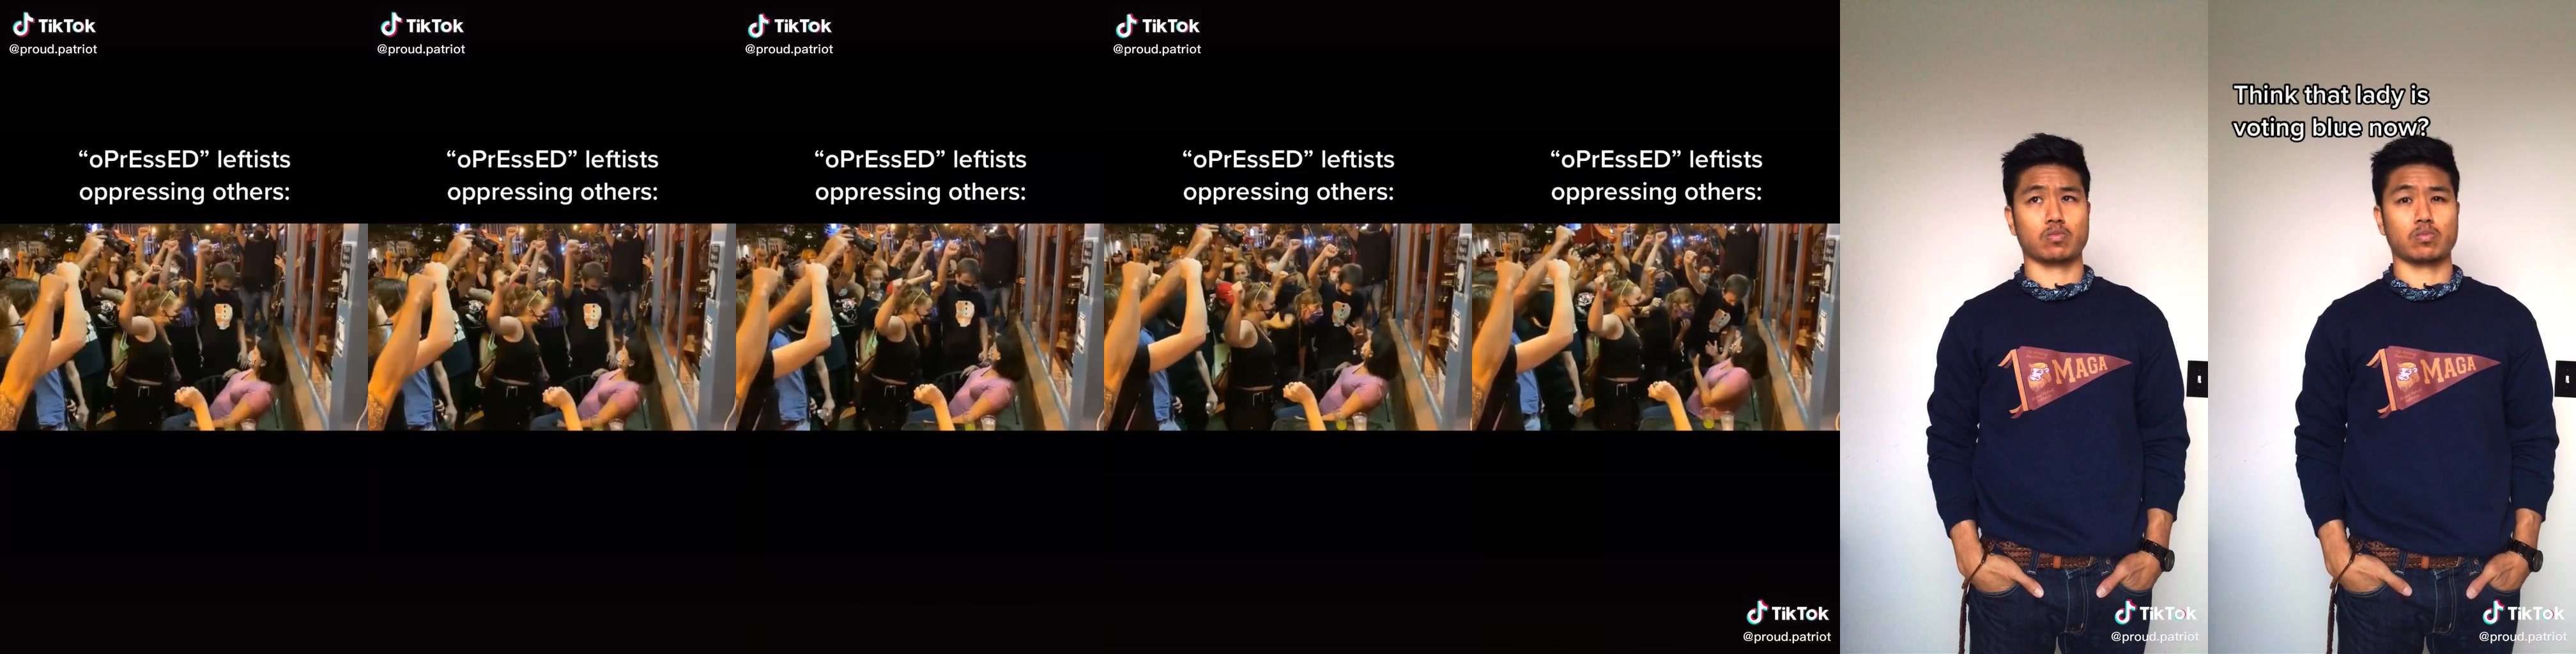 TikTok
@proud.patriot
“oPrEssED” leftists
oppressing others:
TikTok
@proud.patriot
“oPrEssED” leftists
oppressing others:
TikTok
@proud.patriot
“oPrEssED” leftists
oppressing others:
TikTok
@proud.patriot
“oPrEssED” leftists
oppressing others:
“oPrEssED” leftists
oppressing others:
TikTok
@proud.patriot
MAGA
TikTok
@proud.patriot
Think that lady is
voting blue now?
MAGA
TikTok
@proud.patriot